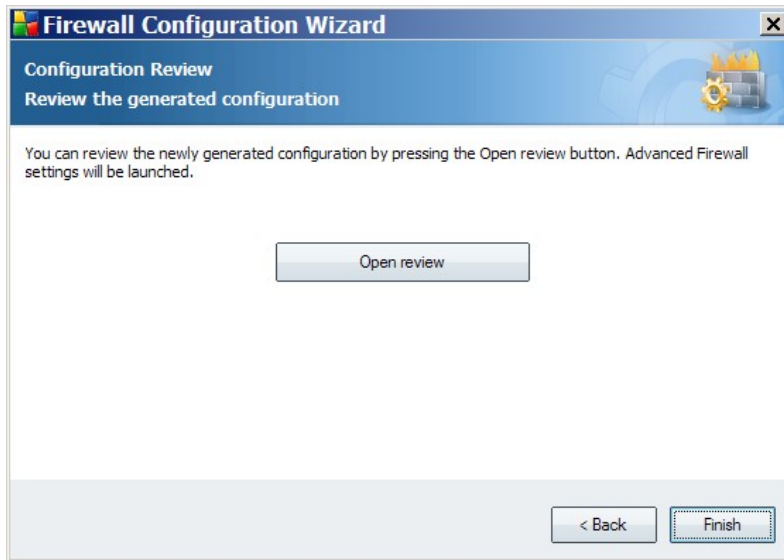 Firewall Configuration Wizard
Configuration Review
Review the generated configuration
You can review the newly generated configuration by pressing the Open review button. Advanced Firewall
settings will be launched.
Open review
< Back
Finish